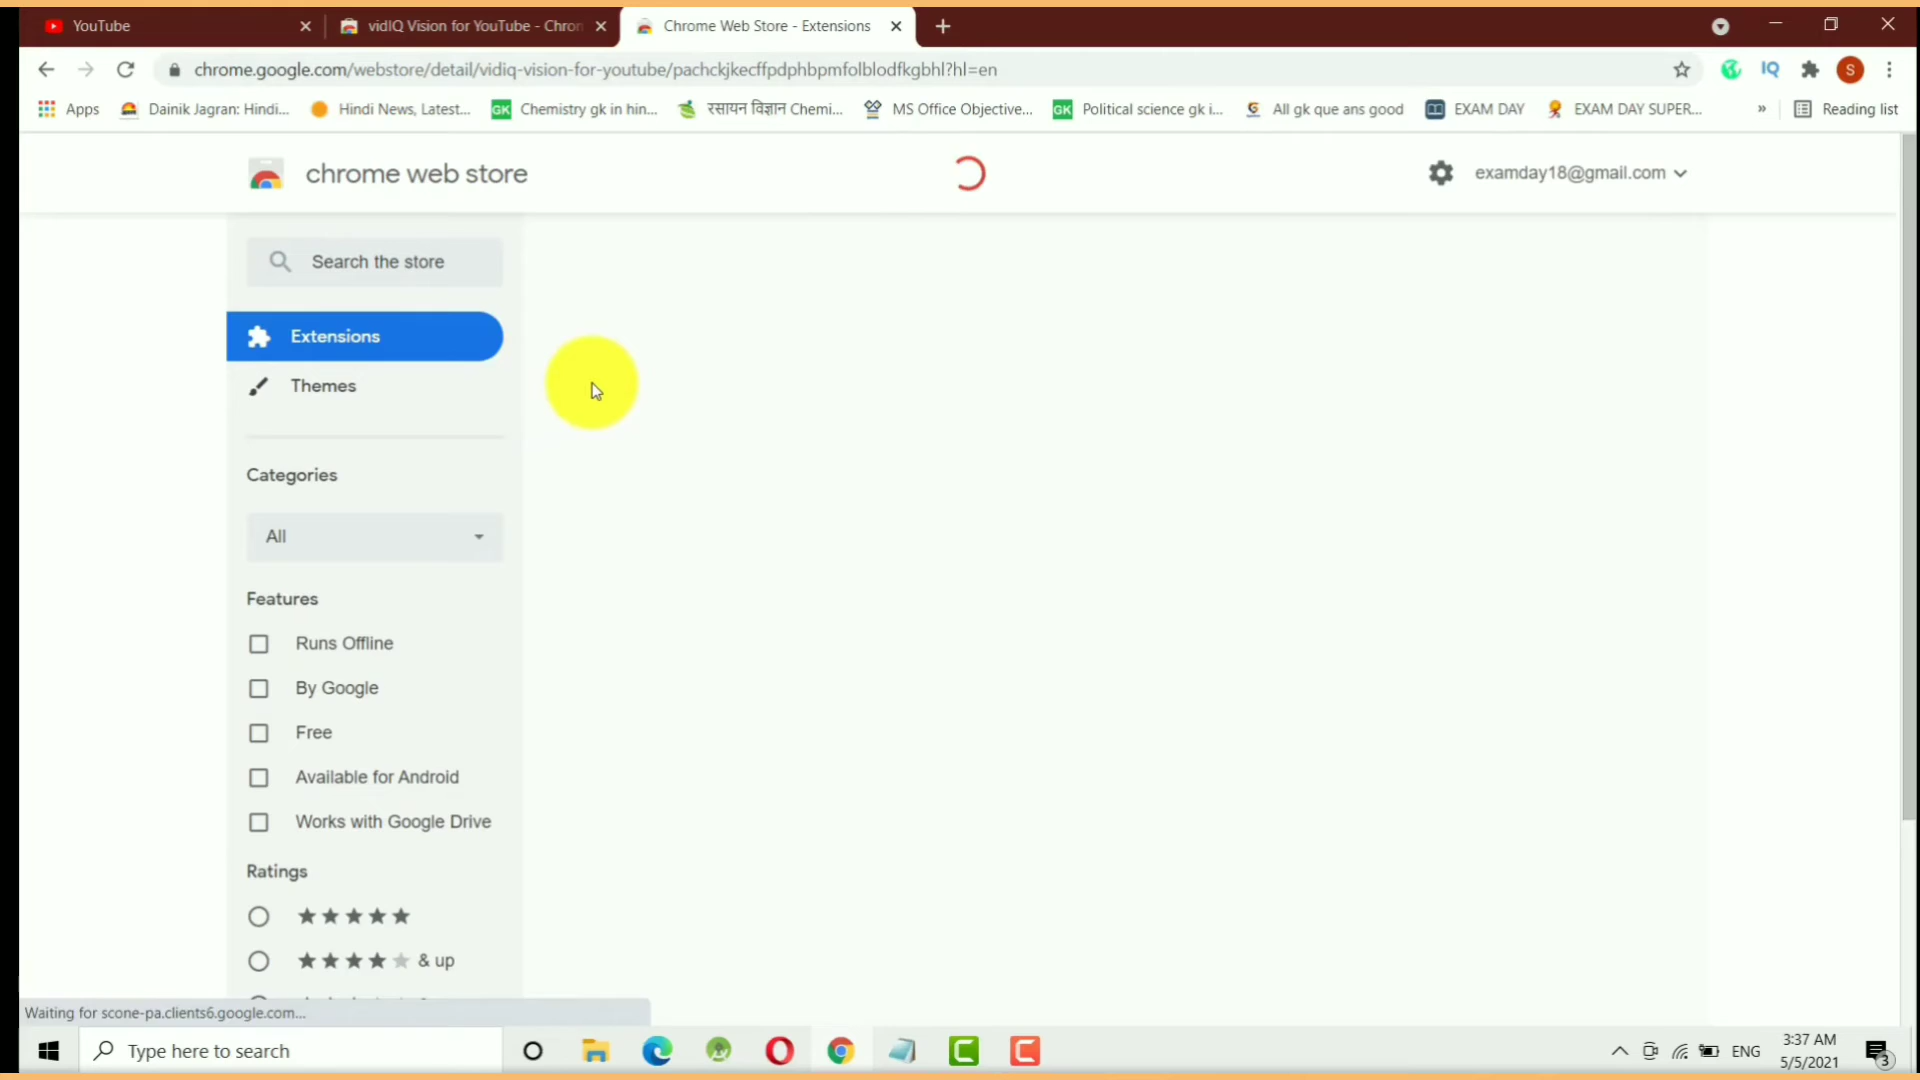 YouTube
vidIQ Vision for YouTube - Chron
Chrome Web Store - Extensions
chrome.google.com/webstore/detail/vidiq-vision-for-youtube/pachckjkecffpdphbpmfolblodfkgbhl?hl=en
IQ
S
Apps
Dainik Jagran: Hindi...
Hindi News, Latest...
GK Chemistry gk in hin...
रसायन विज्ञान Chemi...
MS Office Objective...
GK Political science gk i...
All gk que ans good
EXAM DAY
EXAM DAY SUPER...
»
Reading list
chrome web store
examday18@gmail.com
Search the store
Extensions
Themes
Categories
All
Features
Runs Offline
By Google
Free
Available for Android
Works with Google Drive
Ratings
& up
Waiting for scone-pa.clients6.google.com...
Type here to search
ENG
3:37 AM
5/5/2021
3